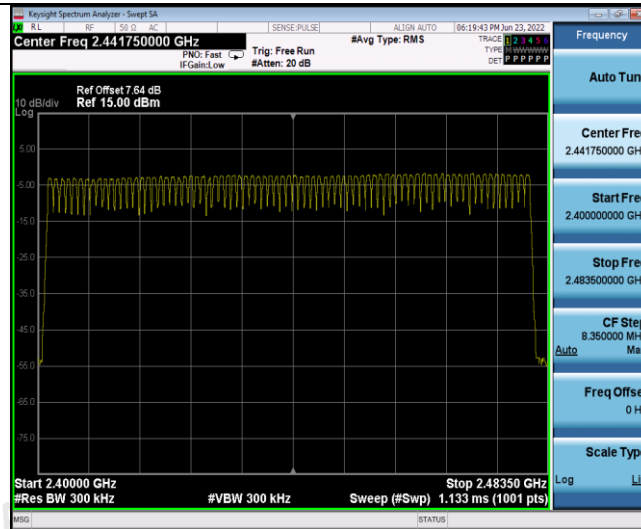 Keysight Spectrum Analyzer - Swept SA
RL RF 50 Ω AC SENSE:PULSE ALIGN AUTO 06:19:43 PM Jun 23, 2022
Center Freq 2.441750000 GHz
PNO: Fast
IFGain:Low
Trig: Free Run
#Atten: 20 dB
#Avg Type: RMS
TRACE 1 2 3 4 5 6
TYPE M WWWWW
DET P P P P P P
Ref Offset 7.64 dB
10 dB/div Ref 15.00 dBm
Log
5.00
-5.00
-15.0
-25.0
-35.0
-45.0
-55.0
-65.0
-75.0
Start 2.40000 GHz Stop 2.48350 GHz
#Res BW 300 kHz #VBW 300 kHz Sweep (#Swp) 1.133 ms (1001 pts)
MSG STATUS
Frequency
Auto Tun
Center Fre
2.441750000 GH
Start Fre
2.400000000 GH
Stop Fre
2.483500000 GH
CF Ste
8.350000 MH
Auto Ma
Freq Offse
0 H
Scale Typ
Log Li